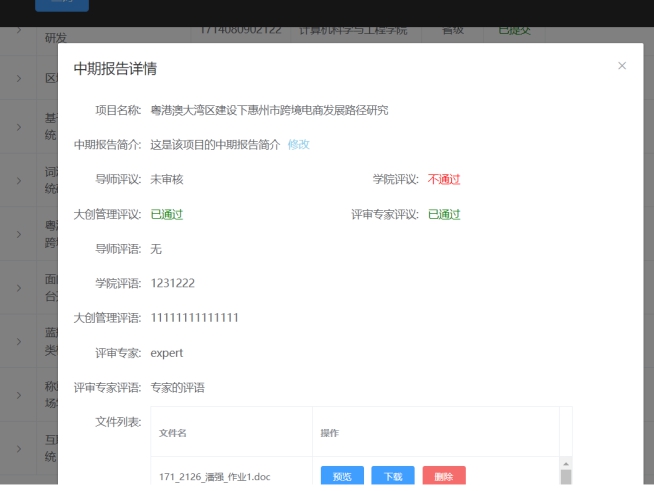 研发
1714080902122 计算机科学与工程学院 省级 已提交
中期报告详情
项目名称: 粤港澳大湾区建设下惠州市跨境电商发展路径研究
中期报告简介: 这是该项目的中期报告简介 修改
导师评议: 未审核 学院评议: 不通过
大创管理评议: 已通过 评审专家评议: 已通过
导师评语: 无
学院评语: 1231222
大创管理评语: 11111111111111
评审专家: expert
评审专家评语: 专家的评语
文件列表:
文件名 操作
171_2126_潘强_作业1.doc 预览 下载 删除
区
基
统
统
跨
面
台
蓝
类
称
场
互
统